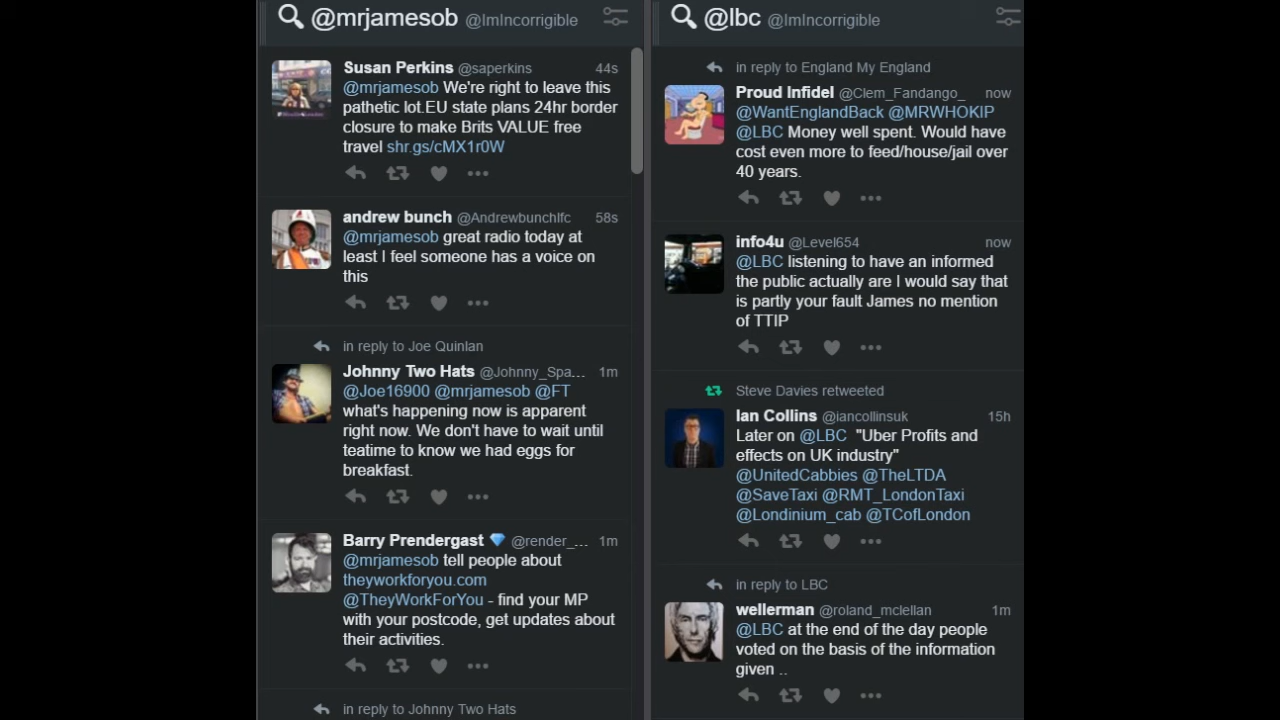 @mrjamesob @ImIncorrigible
Susan Perkins @saperkins 44s
@mrjamesob We're right to leave this
pathetic lot.EU state plans 24hr border
closure to make Brits VALUE free
travel shr.gs/cMX1r0W
andrew bunch @Andrewbunchlfc 58s
@mrjamesob great radio today at
least I feel someone has a voice on
this
in reply to Joe Quinlan
Johnny Two Hats @Johnny_Spa... 1m
@Joe16900 @mrjamesob @FT
what's happening now is apparent
right now. We don't have to wait until
teatime to know we had eggs for
breakfast.
Barry Prendergast @render_... 1m
@mrjamesob tell people about
theyworkforyou.com
@TheyWorkForYou - find your MP
with your postcode, get updates about
their activities.
in reply to Johnny Two Hats
@lbc @ImIncorrigible
in reply to England My England
Proud Infidel @Clem_Fandango_ now
@WantEnglandBack @MRWHOKIP
@LBC Money well spent. Would have
cost even more to feed/house/jail over
40 years.
info4u @Level654 now
@LBC listening to have an informed
the public actually are I would say that
is partly your fault James no mention
of TTIP
Steve Davies retweeted
Ian Collins @iancollinsuk 15h
Later on @LBC "Uber Profits and
effects on UK industry"
@UnitedCabbies @TheLTDA
@SaveTaxi @RMT_LondonTaxi
@Londinium_cab @TCofLondon
in reply to LBC
wellerman @roland_mclellan 1m
@LBC at the end of the day people
voted on the basis of the information
given ..